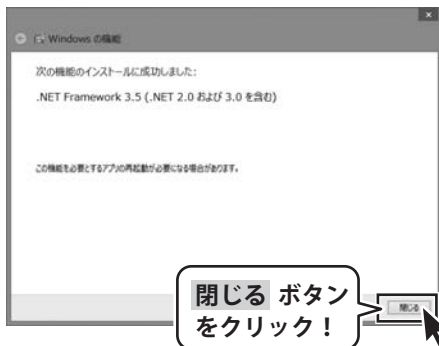 Windows の機能
次の機能のインストールに成功しました:
.NET Framework 3.5 (.NET 2.0 および 3.0 を含む)
この機能を必要とするアプリの再起動が必要になる場合があります。
閉じる ボタン
をクリック！
閉じる